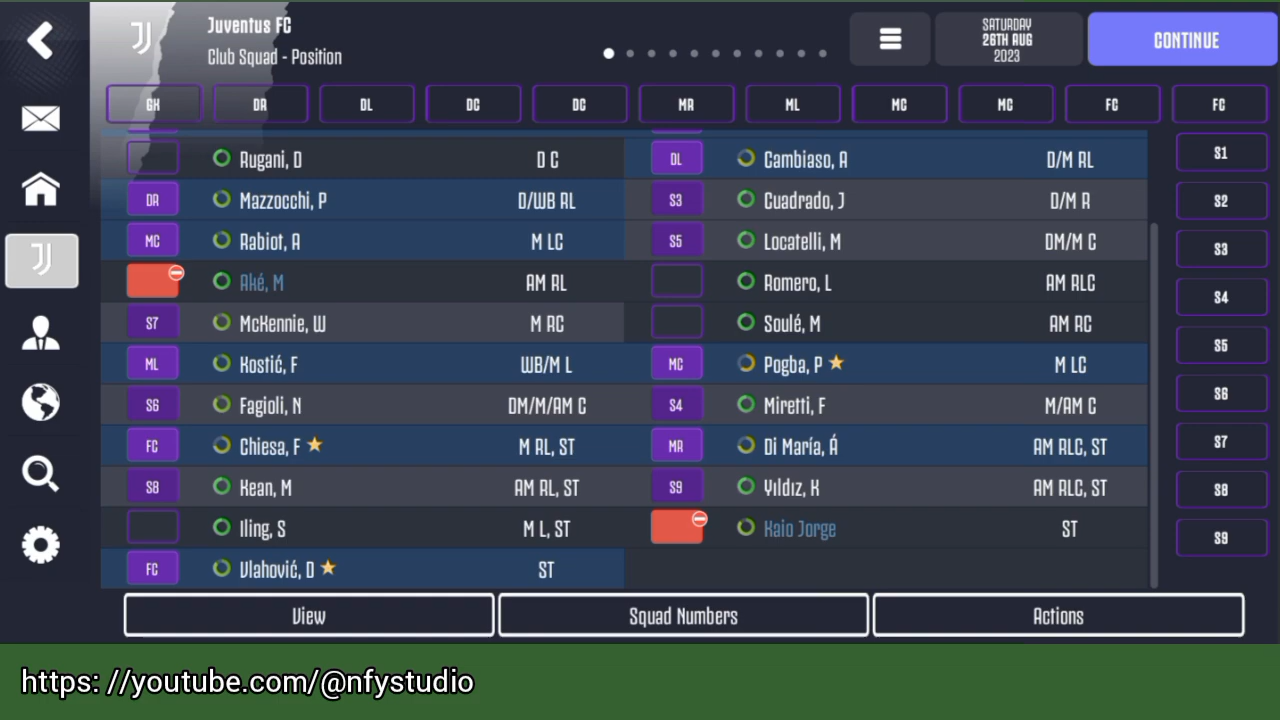 Juventus FC
Club Squad - Position
SATURDAY
26TH AUG
2023
CONTINUE
GK DR DL DC DC MR ML MC MC FC FC
Rugani, D D C DL Cambiaso, A D/M RL S1
DR Mazzocchi, P D/WB RL S3 Cuadrado, J D/M R S2
MC Rabiot, A M LC S5 Locatelli, M DM/M C S3
Aké, M AM RL Romero, L AM RLC S4
S7 McKennie, W M RC Soulé, M AM RC S5
ML Kostić, F WB/M L MC Pogba, P M LC S6
S6 Fagioli, N DM/M/AM C S4 Miretti, F M/AM C S7
FC Chiesa, F M RL, ST MR Di María, Á AM RLC, ST S8
S8 Kean, M AM RL, ST S9 Yıldız, K AM RLC, ST S9
Iling, S M L, ST Kaio Jorge ST
FC Vlahović, D ST
View Squad Numbers Actions
https: //youtube.com/@nfystudio